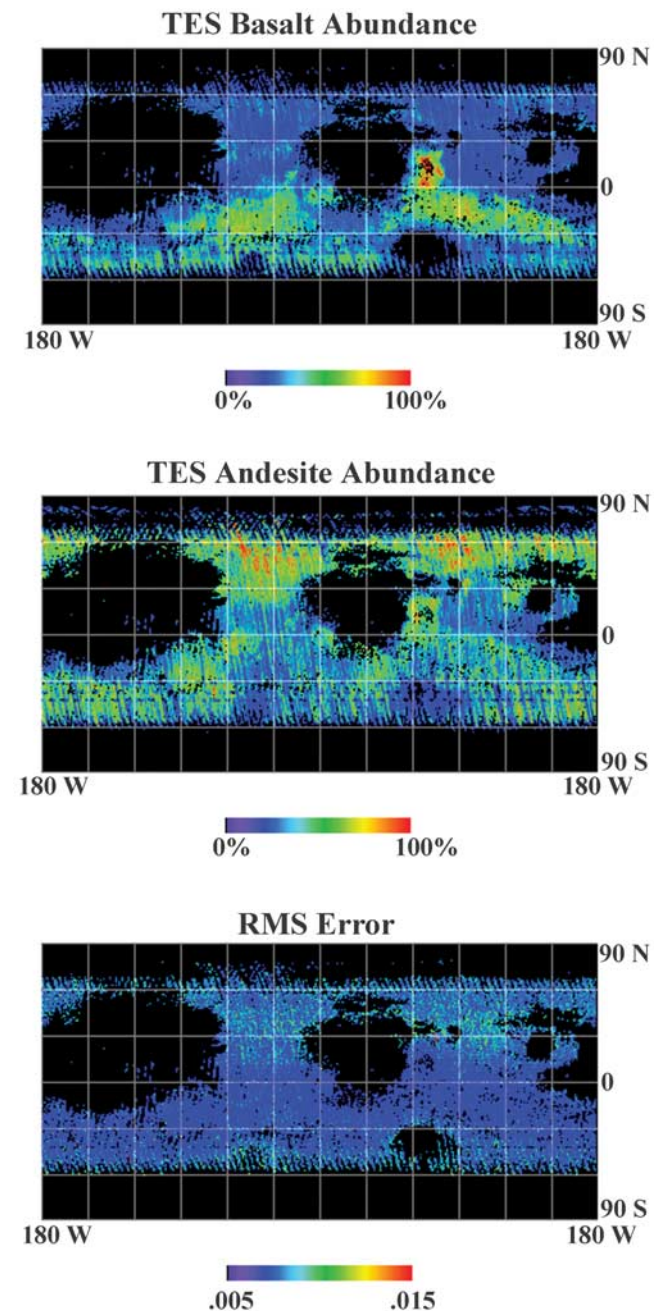 TES Basalt Abundance
90 N
0
90 S
180 W 180 W
0% 100%
TES Andesite Abundance
90 N
0
90 S
180 W 180 W
0% 100%
RMS Error
90 N
0
90 S
180 W 180 W
.005 .015